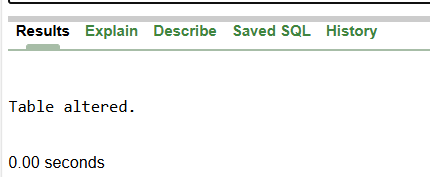 Results Explain Describe Saved SQL History
Table altered.
0.00 seconds